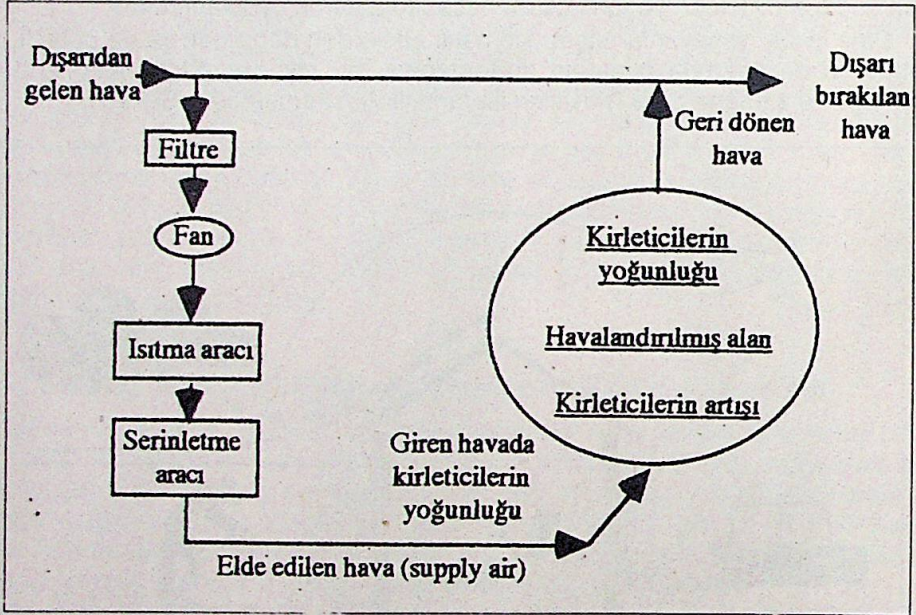 Dışarıdan
gelen hava
Filtre
Fan
Isıtma aracı
Serinletme
aracı
Elde edilen hava (supply air)
Giren havada
kirleticilerin
yoğunluğu
Kirleticilerin
yoğunluğu
Havalandırılmış alan
Kirleticilerin artışı
Geri dönen
hava
Dışarı
bırakılan
hava